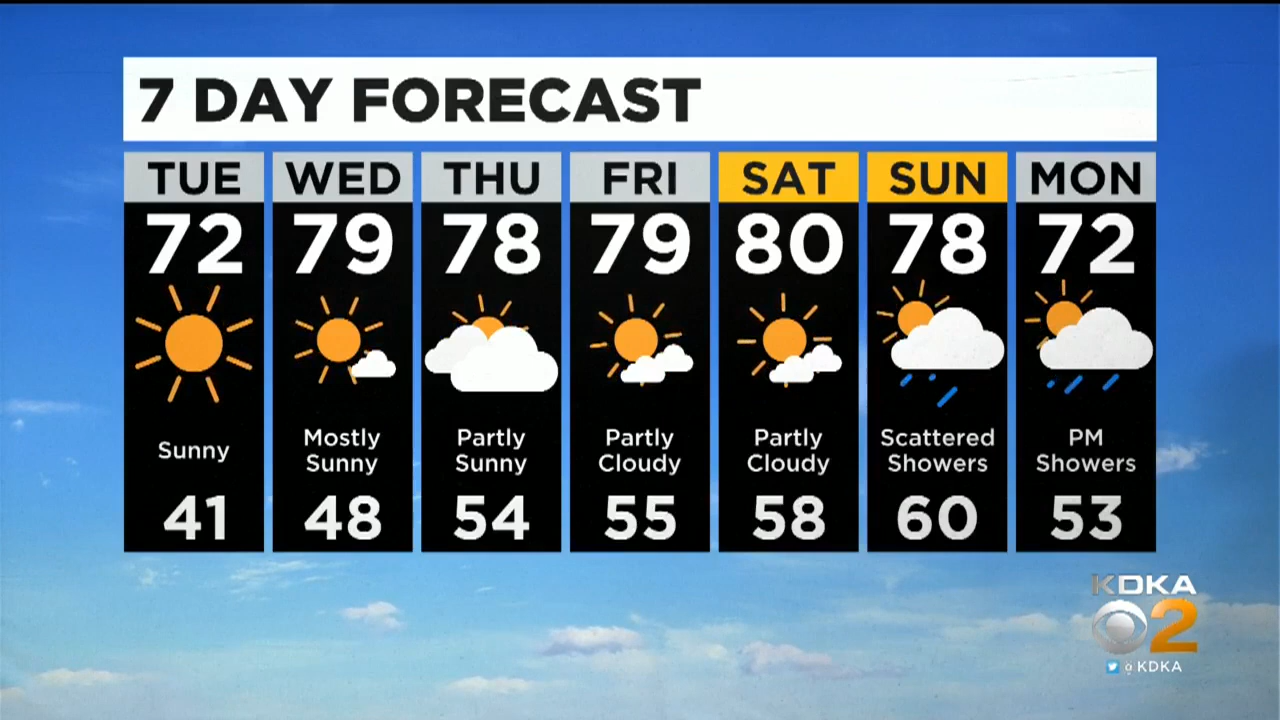 7 DAY FORECAST
TUE WED THU FRI SAT SUN MON
72 79 78 79 80 78 72
Sunny
Mostly
Sunny
Partly
Sunny
Partly
Cloudy
Partly
Cloudy
Scattered
Showers
PM
Showers
41 48 54 55 58 60 53
KDKA
2
@KDKA